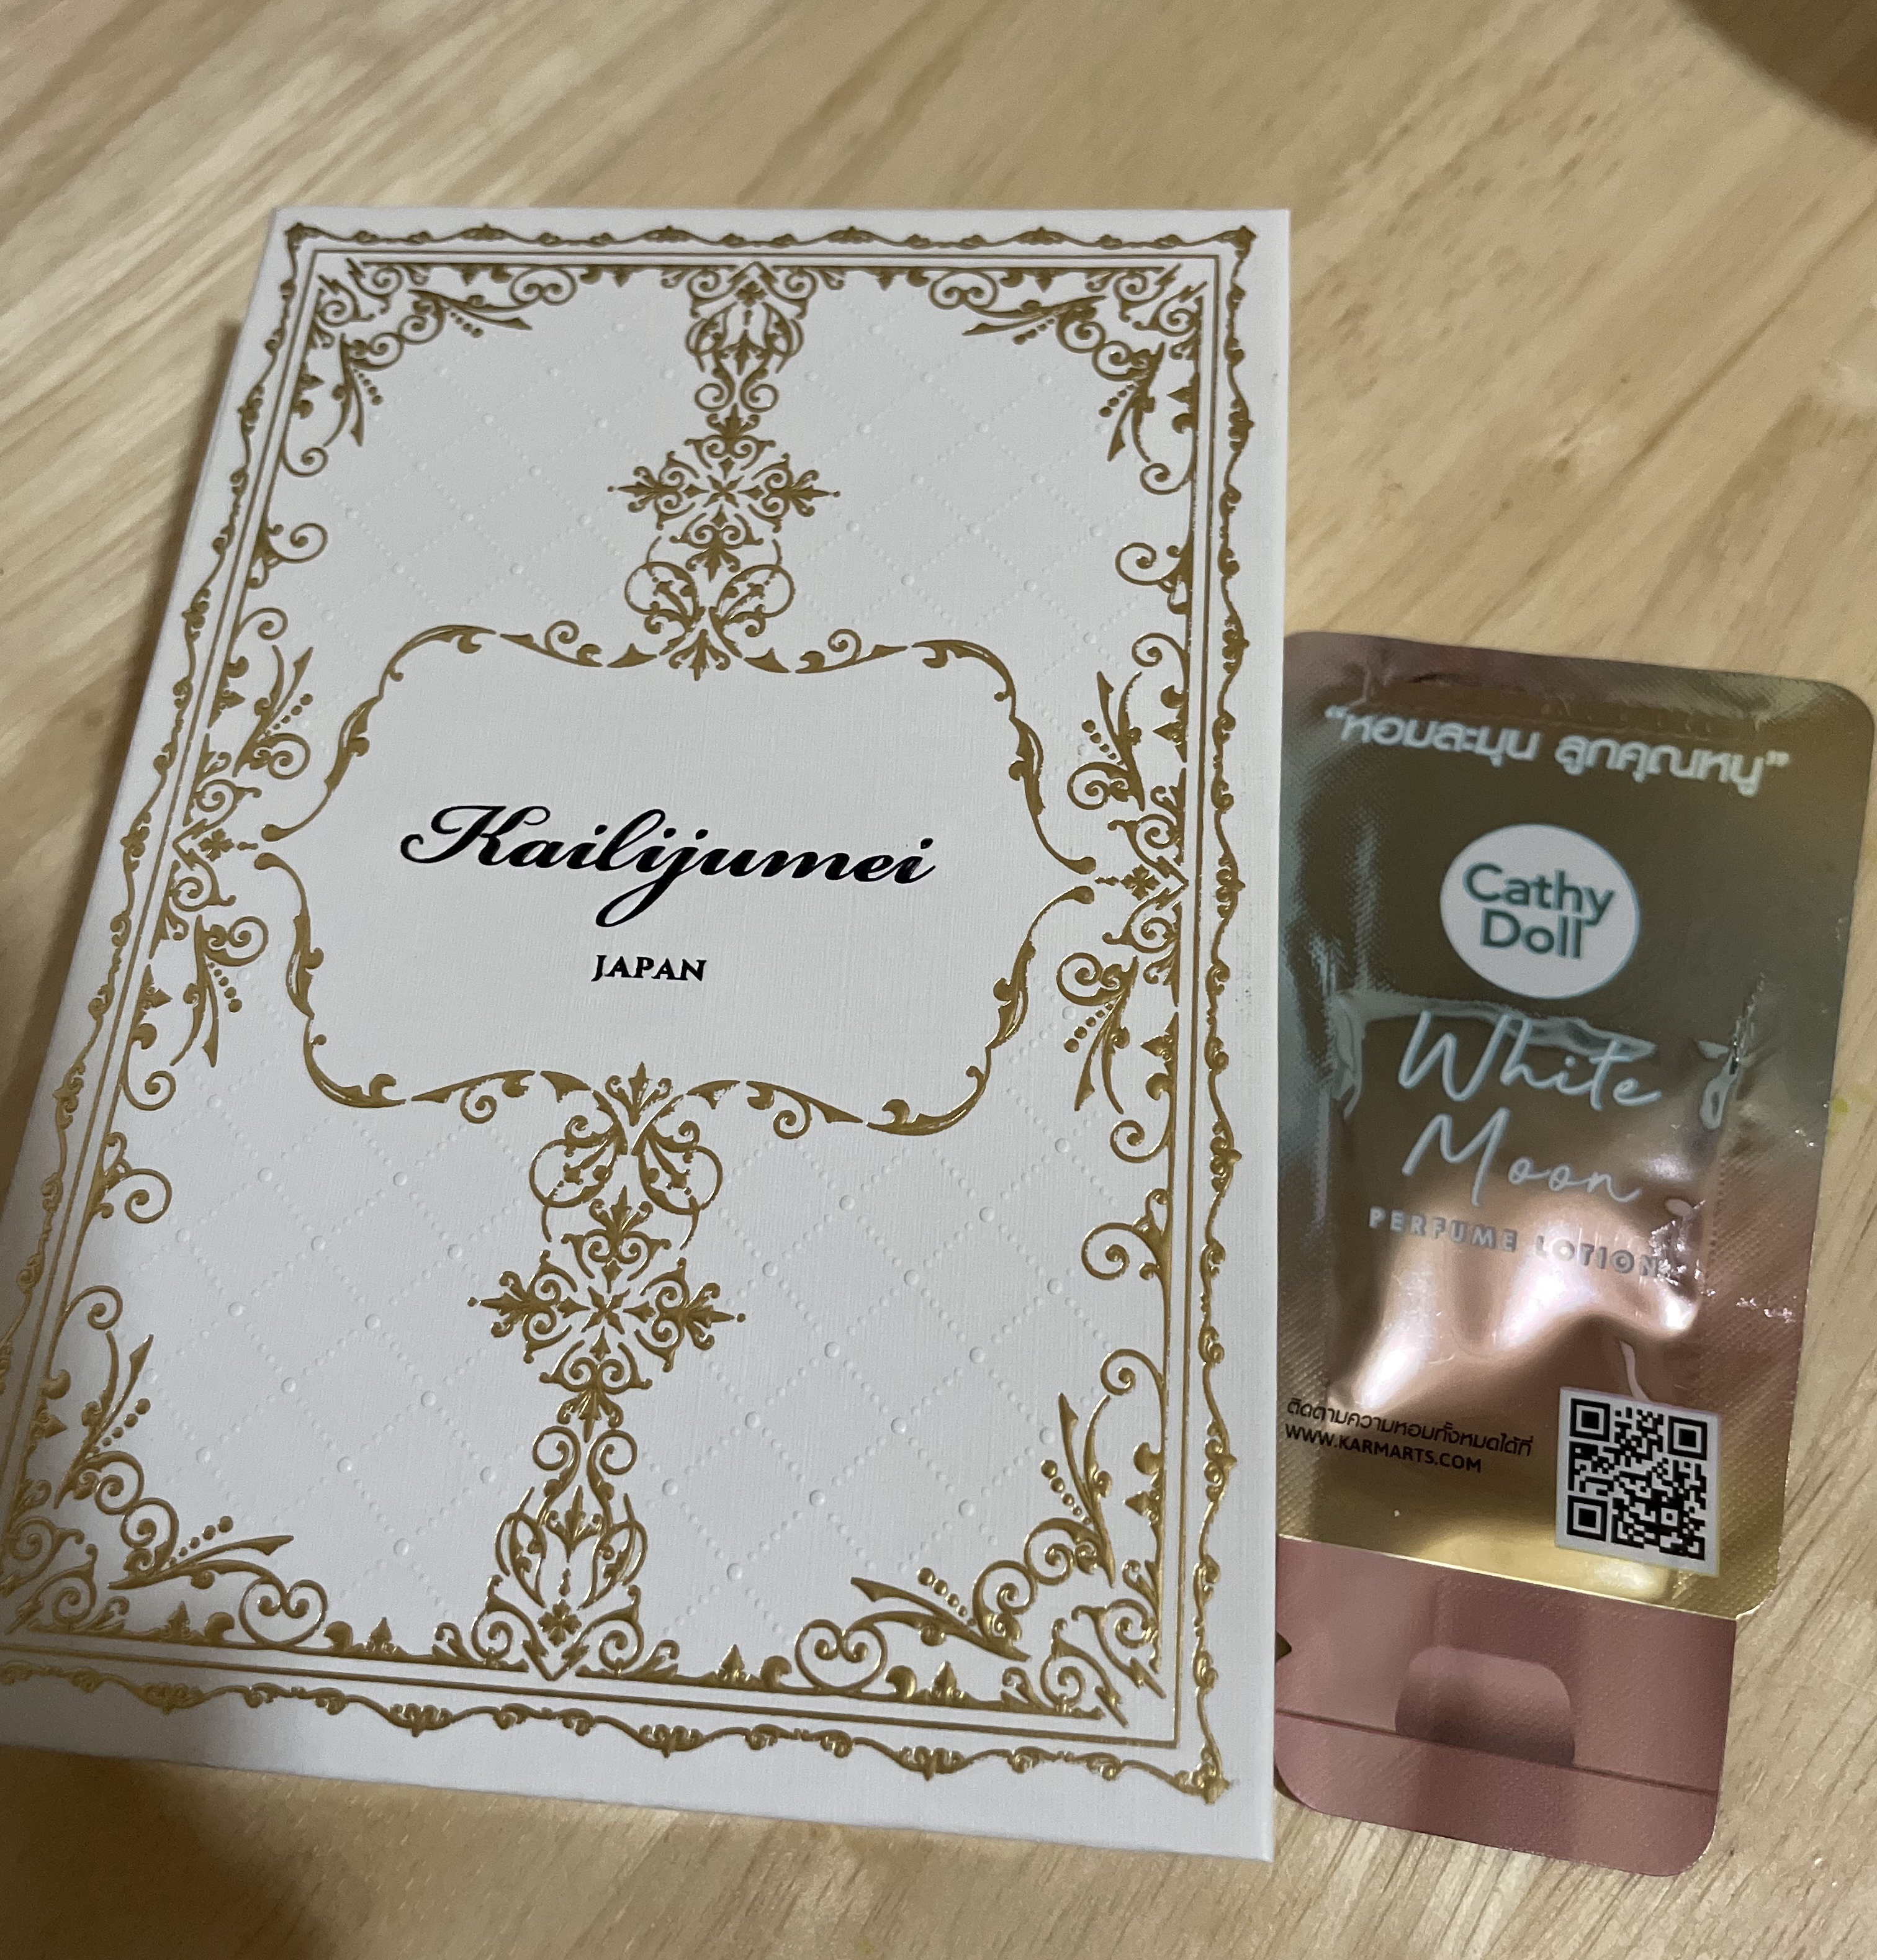 Kailijumei
JAPAN
“หอมละมุน ลูกคุณหนู”
Cathy
Doll
White
Moon
PERFUME LOTION
ติดตามความหอมทั้งหมดได้ที่
WWW.KARMARTS.COM